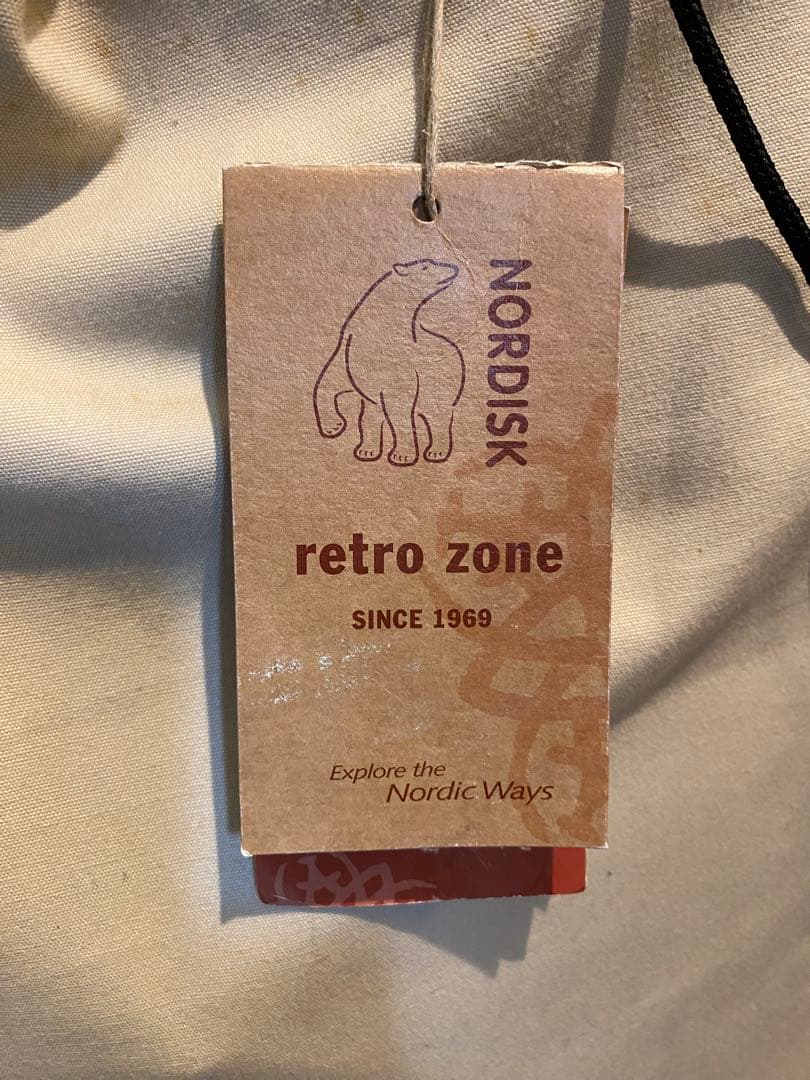 NORDISK
retro zone
SINCE 1969
Explore the
Nordic Ways